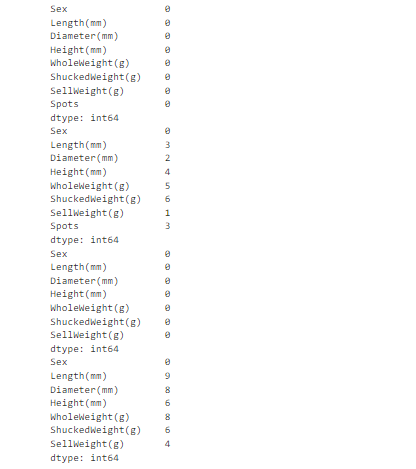 Sex 0
Length(mm) 0
Diameter(mm) 0
Height(mm) 0
WholeWeight(g) 0
ShuckedWeight(g) 0
SellWeight(g) 0
Spots 0
dtype: int64
Sex 0
Length(mm) 3
Diameter(mm) 2
Height(mm) 4
WholeWeight(g) 5
ShuckedWeight(g) 6
SellWeight(g) 1
Spots 3
dtype: int64
Sex 0
Length(mm) 0
Diameter(mm) 0
Height(mm) 0
WholeWeight(g) 0
ShuckedWeight(g) 0
SellWeight(g) 0
dtype: int64
Sex 0
Length(mm) 9
Diameter(mm) 8
Height(mm) 6
WholeWeight(g) 8
ShuckedWeight(g) 6
SellWeight(g) 4
dtype: int64